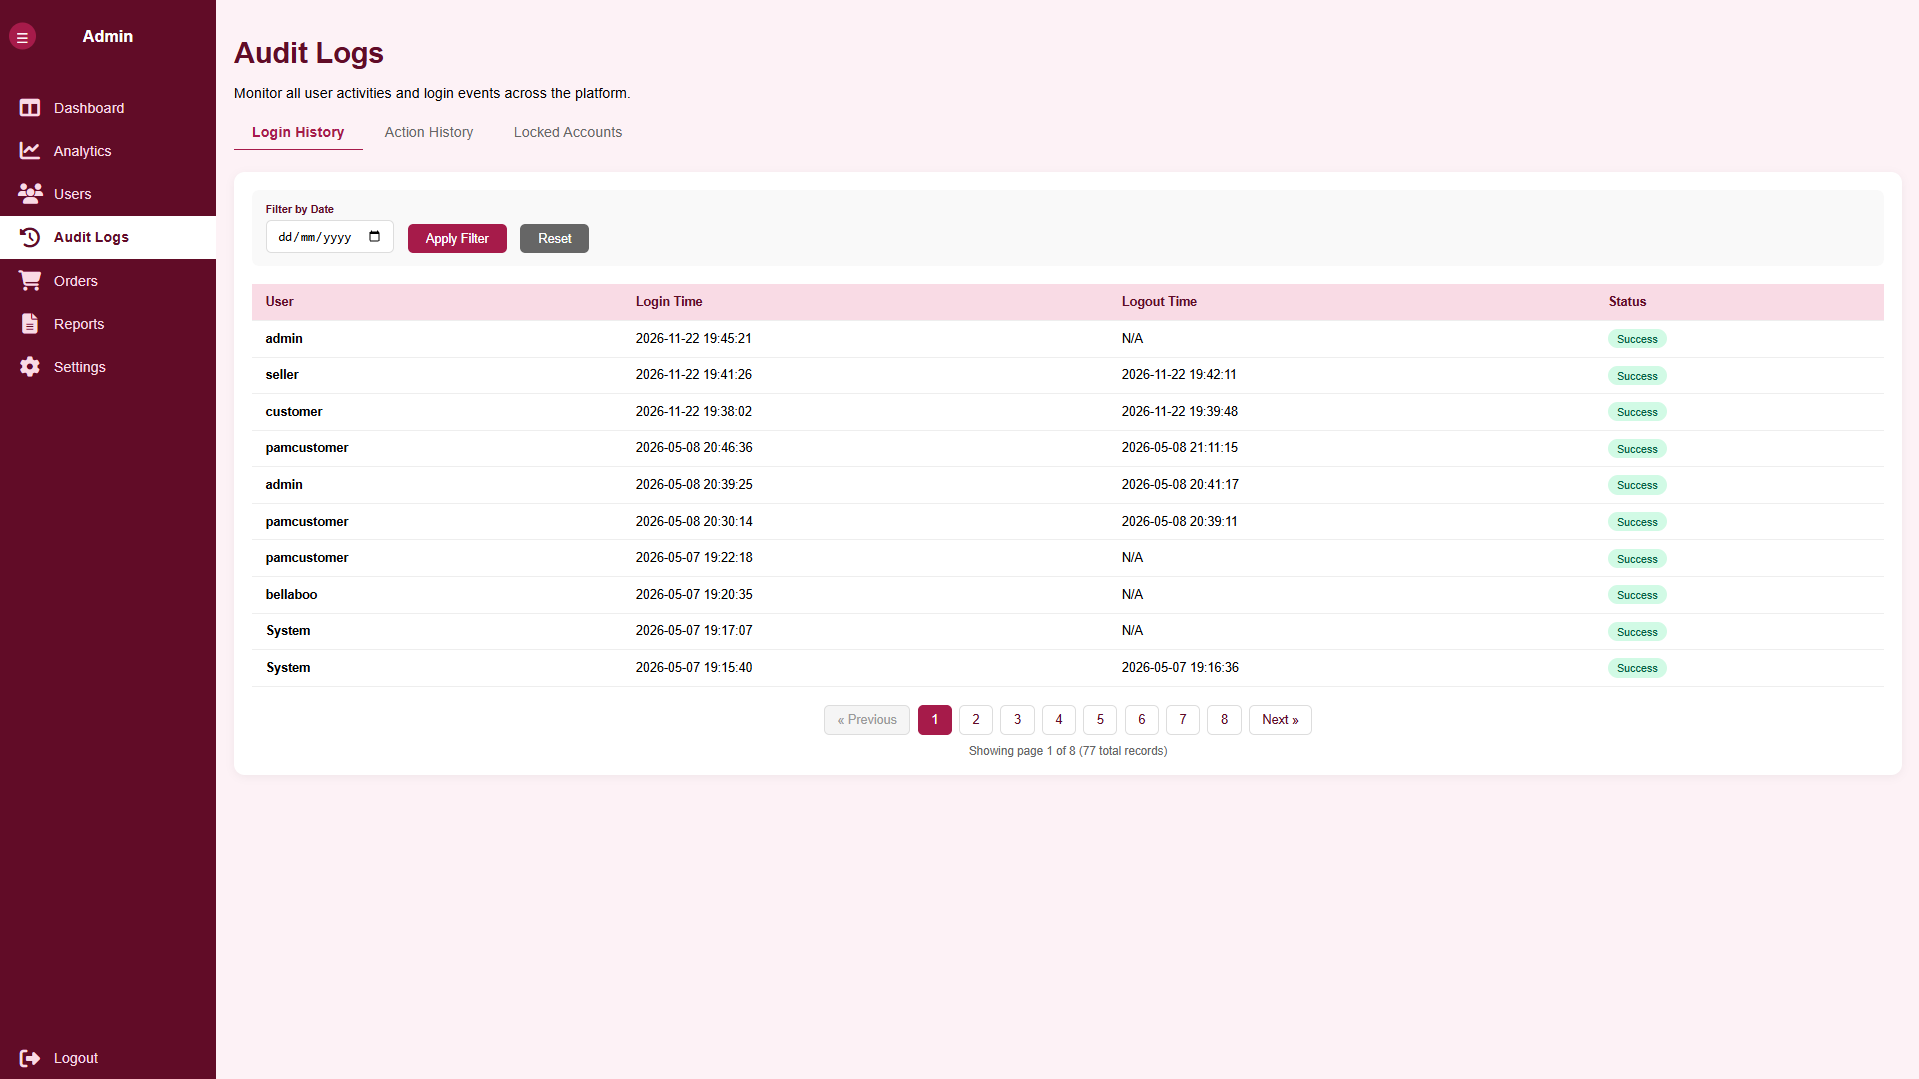 Admin
Dashboard
Analytics
Users
Audit Logs
Orders
Reports
Settings
Logout
Audit Logs
Monitor all user activities and login events across the platform.
Login History Action History Locked Accounts
Filter by Date
dd/mm/yyyy Apply Filter Reset
User Login Time Logout Time Status
admin 2026-11-22 19:45:21 N/A Success
seller 2026-11-22 19:41:26 2026-11-22 19:42:11 Success
customer 2026-11-22 19:38:02 2026-11-22 19:39:48 Success
pamcustomer 2026-05-08 20:46:36 2026-05-08 21:11:15 Success
admin 2026-05-08 20:39:25 2026-05-08 20:41:17 Success
pamcustomer 2026-05-08 20:30:14 2026-05-08 20:39:11 Success
pamcustomer 2026-05-07 19:22:18 N/A Success
bellaboo 2026-05-07 19:20:35 N/A Success
System 2026-05-07 19:17:07 N/A Success
System 2026-05-07 19:15:40 2026-05-07 19:16:36 Success
« Previous 1 2 3 4 5 6 7 8 Next »
Showing page 1 of 8 (77 total records)